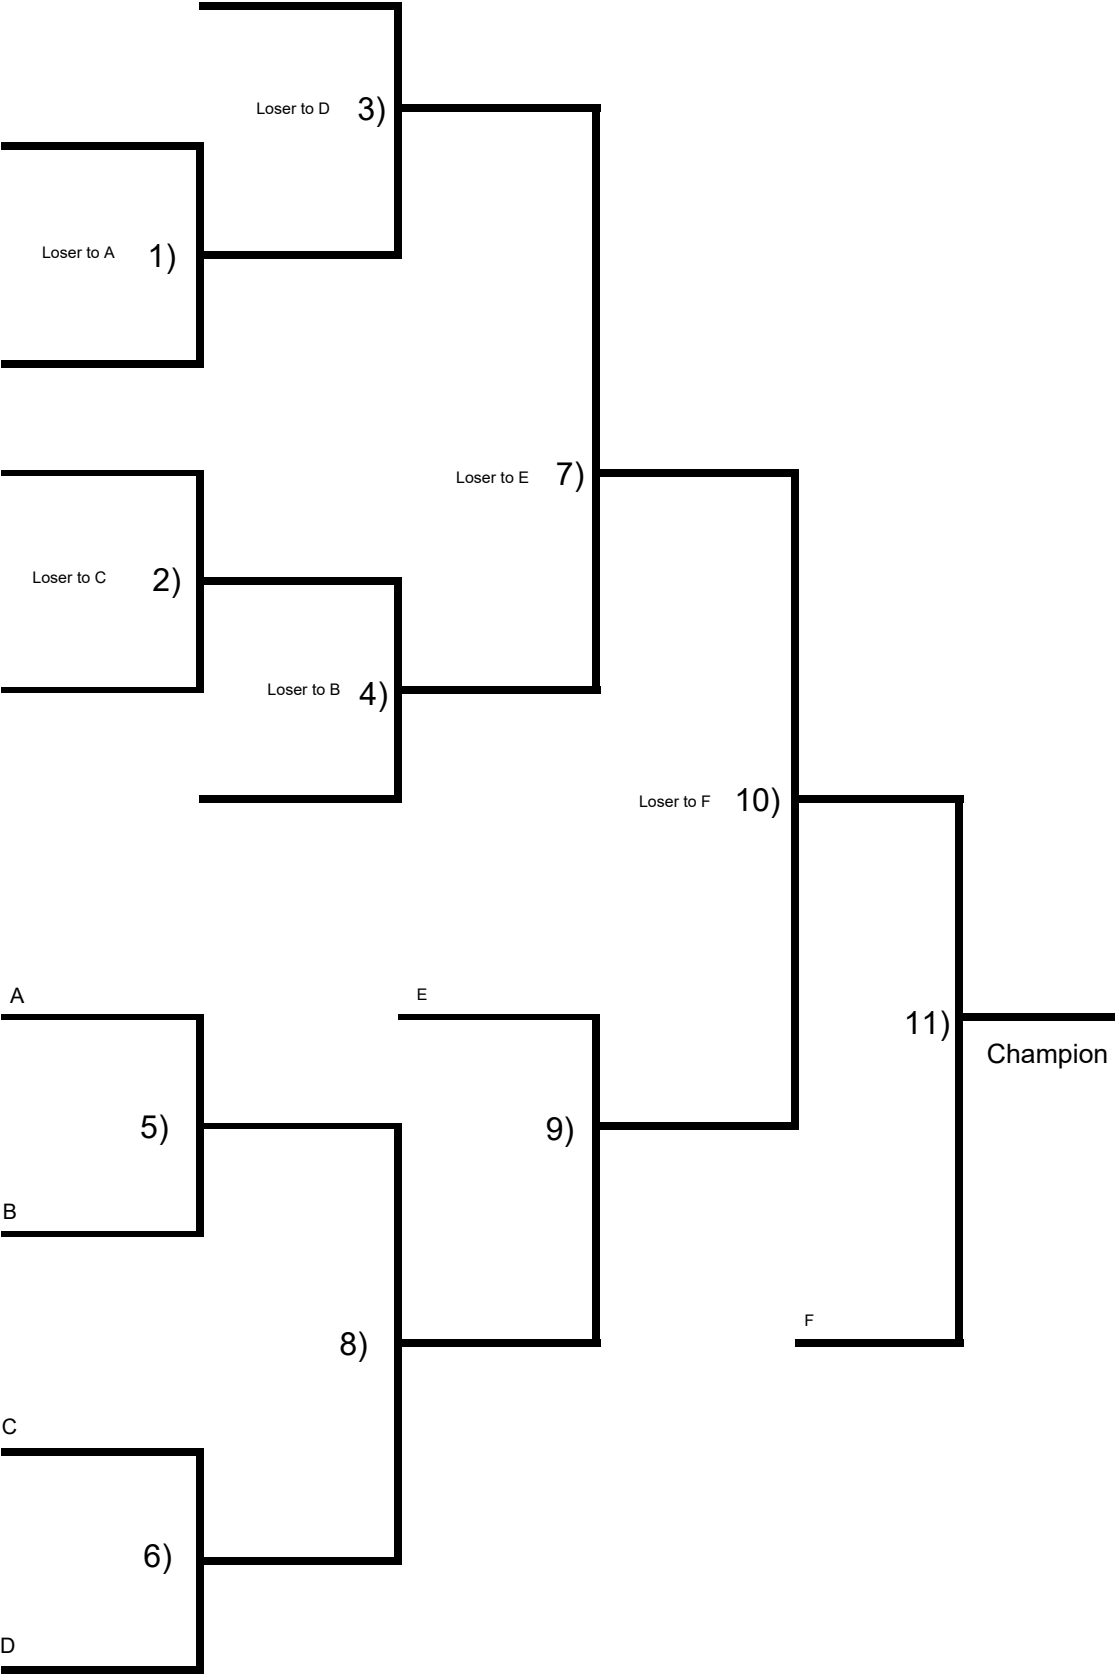 Loser to D 3)
Loser to A 1)
Loser to E 7)
Loser to C 2)
Loser to B 4)
Loser to F 10)
A
E
11)
Champion
5)
9)
B
F
8)
C
6)
D